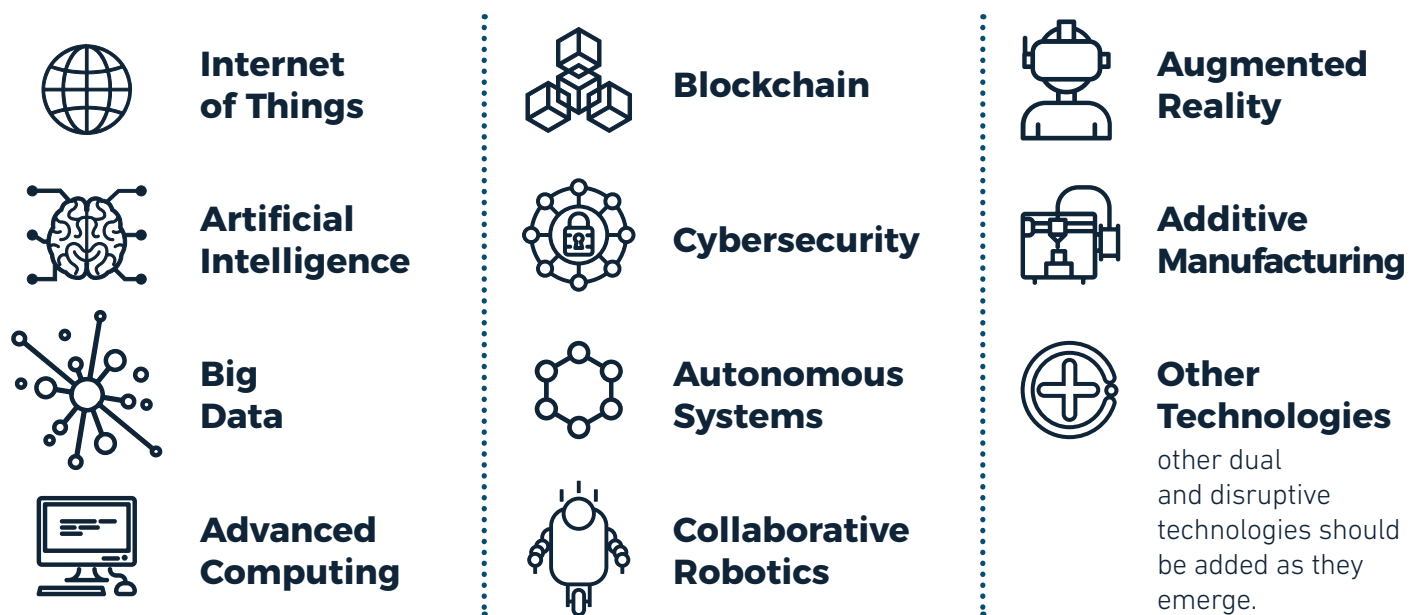 Internet
of Things
Artificial
Intelligence
Big
Data
Advanced
Computing
Blockchain
Cybersecurity
Autonomous
Systems
Collaborative
Robotics
Augmented
Reality
Additive
Manufacturing
Other
Technologies
other dual
and disruptive
technologies should
be added as they
emerge.